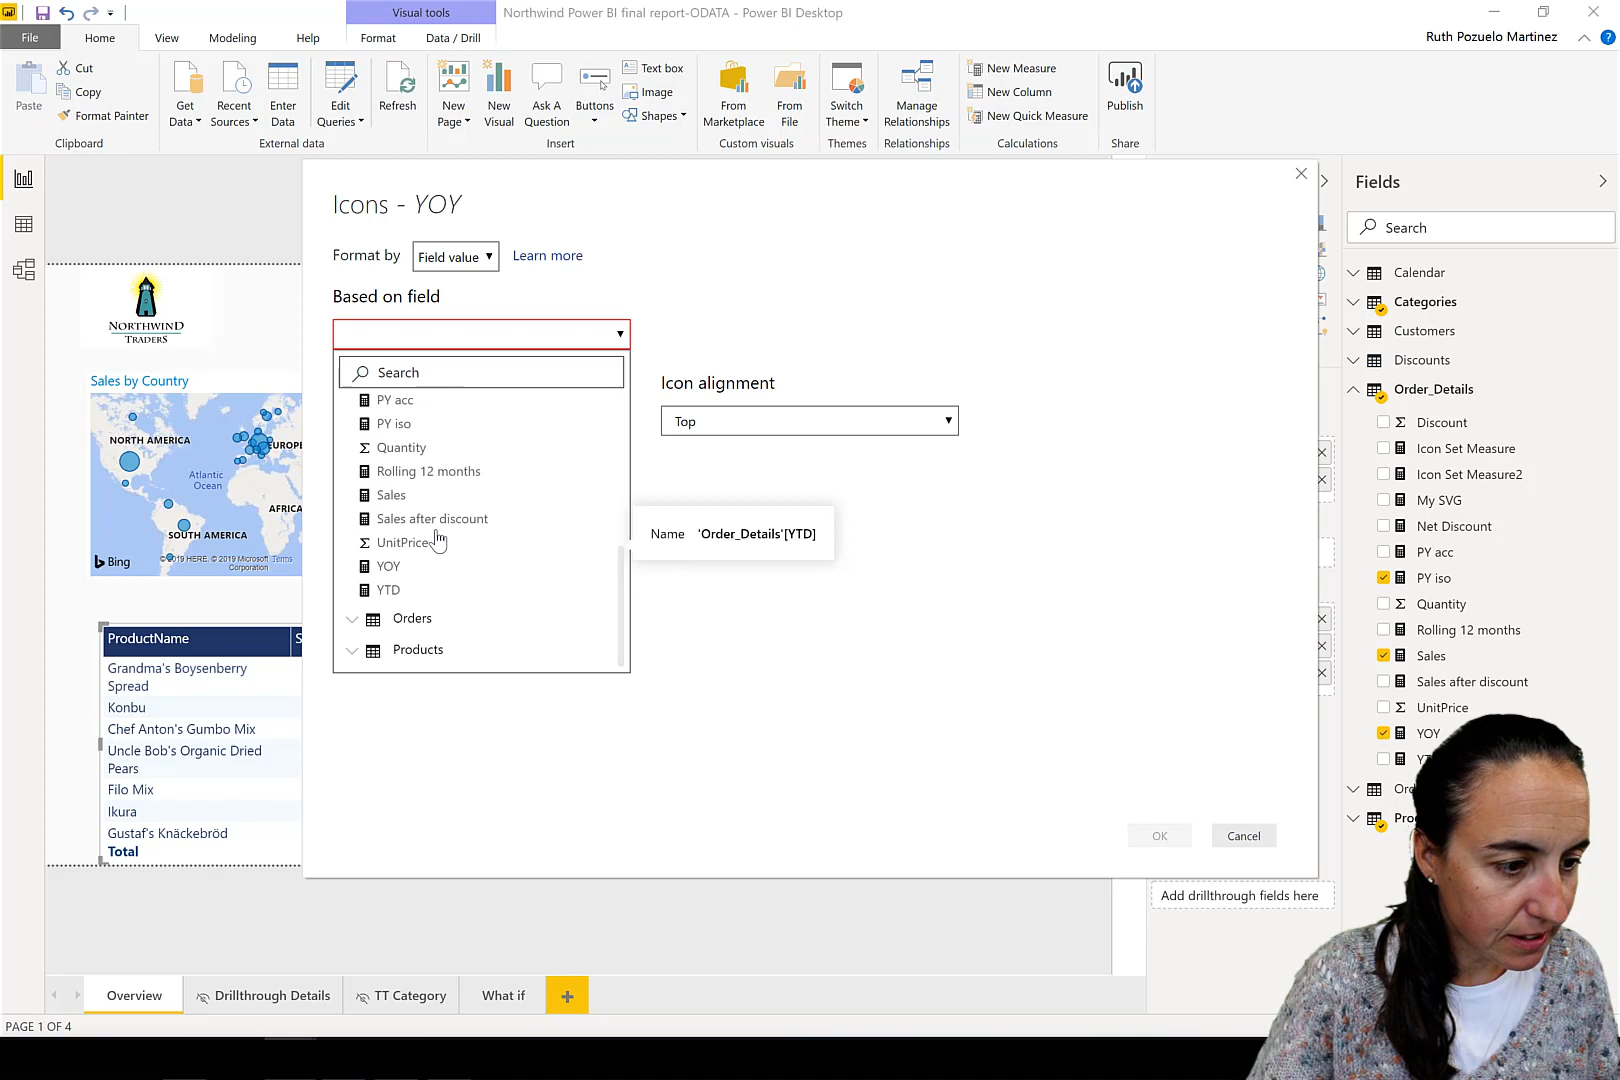 Visual tools
Northwind Power BI final report-ODATA - Power BI Desktop
File
Home
View
Modeling
Help
Format
Data / Drill
Ruth Pozuelo Martinez
Paste
Cut
Copy
Format Painter
Clipboard
Get
Data
Recent
Sources
Enter
Data
Edit
Queries
Refresh
External data
New
Page
New
Visual
Ask A
Question
Buttons
Text box
Image
Shapes
Insert
From
Marketplace
From
File
Custom visuals
Switch
Theme
Themes
Manage
Relationships
Relationships
New Measure
New Column
New Quick Measure
Calculations
Publish
Share
Icons - YOY
Format by
Field value
Learn more
Based on field
Search
PY acc
PY iso
Quantity
Rolling 12 months
Sales
Sales after discount
UnitPrice
YOY
YTD
Orders
Products
Icon alignment
Top
Name 'Order_Details'[YTD]
OK
Cancel
NORTHWIND
TRADERS
Sales by Country
NORTH AMERICA
EUROPE
Atlantic
Ocean
AFRICA
SOUTH AMERICA
Bing
© 2019 HERE, © 2019 Microsoft Corporation Terms
ProductName
S
Grandma's Boysenberry
Spread
Konbu
Chef Anton's Gumbo Mix
Uncle Bob's Organic Dried
Pears
Filo Mix
Ikura
Gustaf's Knäckebröd
Total
Fields
Search
Calendar
Categories
Customers
Discounts
Order_Details
Discount
Icon Set Measure
Icon Set Measure2
My SVG
Net Discount
PY acc
PY iso
Quantity
Rolling 12 months
Sales
Sales after discount
UnitPrice
YOY
Add drillthrough fields here
Overview
Drillthrough Details
TT Category
What if
PAGE 1 OF 4